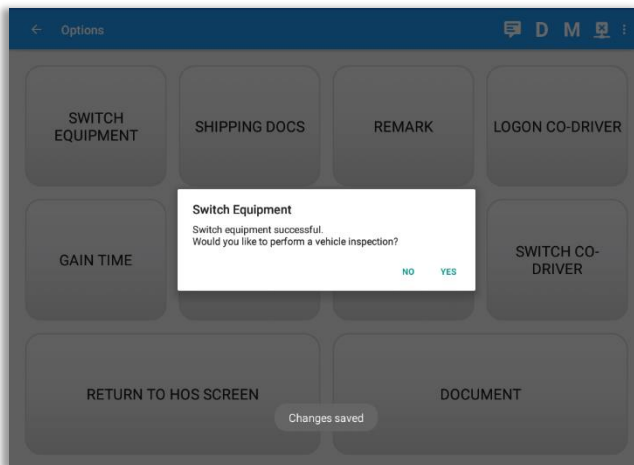 Options
D M
SWITCH
EQUIPMENT
SHIPPING DOCS
REMARK
LOGON CO-DRIVER
Switch Equipment
Switch equipment successful.
Would you like to perform a vehicle inspection?
NO YES
GAIN TIME
SWITCH CO-
DRIVER
RETURN TO HOS SCREEN
DOCUMENT
Changes saved